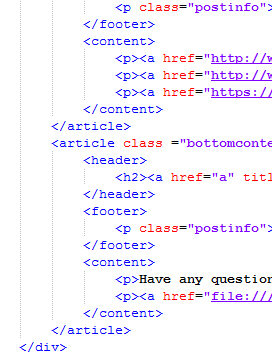 <p class="postinfo">
</footer>
<content>
<p><a href="http://w
<p><a href="http://w
<p><a href="https://
</content>
</article>
<article class ="bottomconte
<header>
<h2><a href="a" titl
</header>
<footer>
<p class="postinfo">
</footer>
<content>
<p>Have any question
<p><a href="file:///
</content>
</article>
</div>